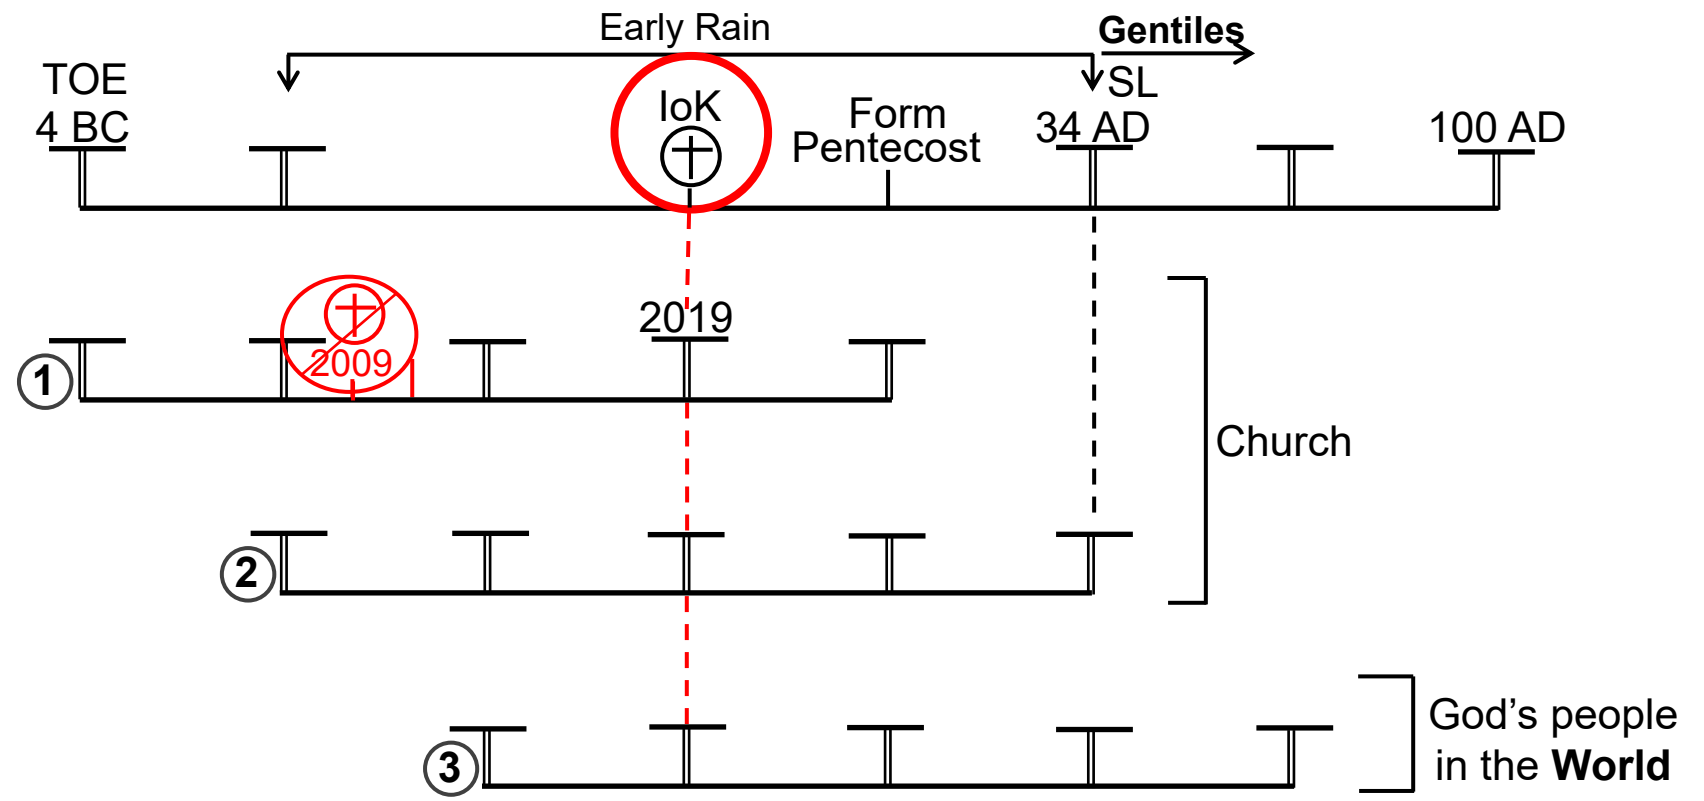 Early Rain
Gentiles
TOE
4 BC
IoK
Form
Pentecost
SL
34 AD
100 AD
2019
2009
1
Church
2
God’s people
in the World
3